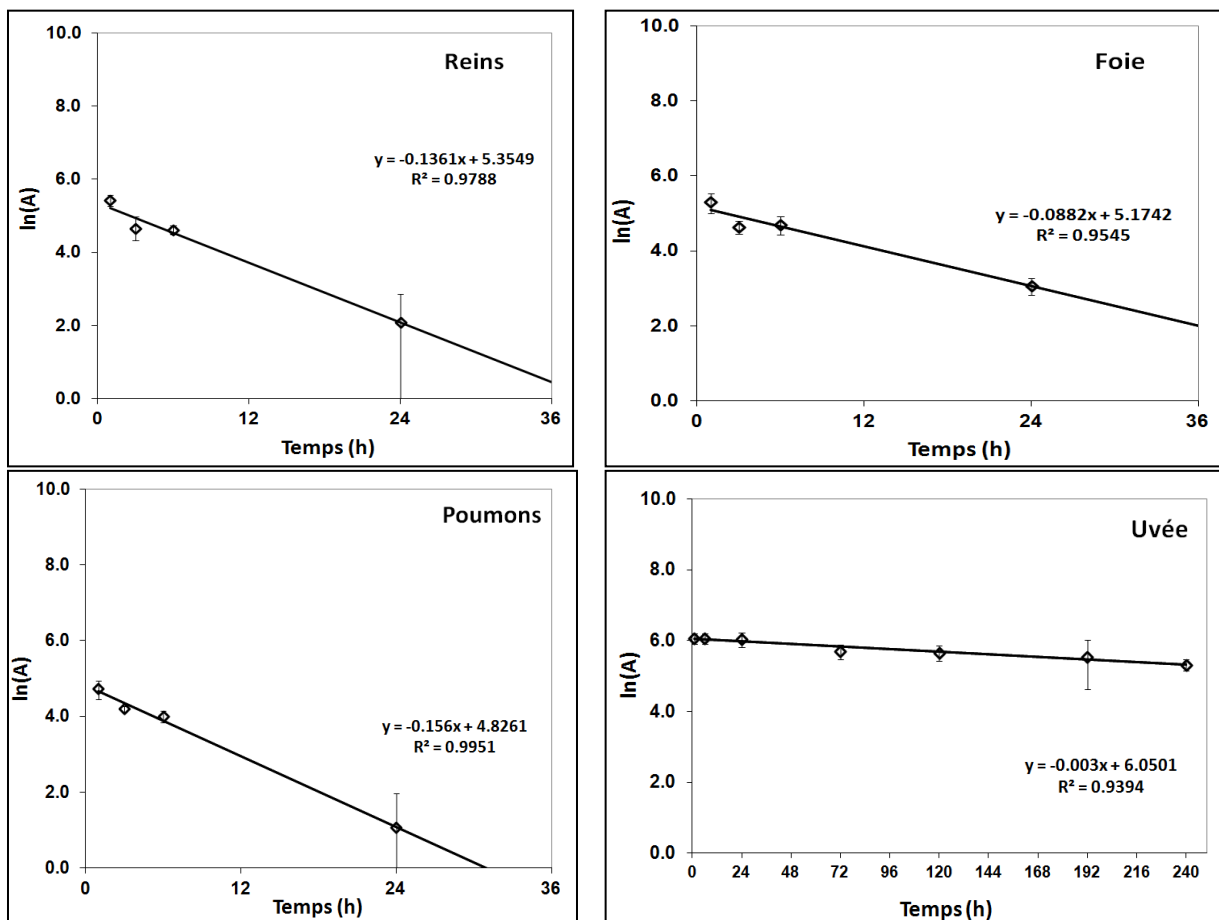 Reins
10.0
8.0
6.0
4.0
2.0
0.0
ln(A)
y = -0.1361x + 5.3549
R² = 0.9788
0 12 24 36
Temps (h)
Foie
10.0
8.0
6.0
4.0
2.0
0.0
ln(A)
y = -0.0882x + 5.1742
R² = 0.9545
0 12 24 36
Temps (h)
Poumons
10.0
8.0
6.0
4.0
2.0
0.0
ln(A)
y = -0.156x + 4.8261
R² = 0.9951
0 12 24 36
Temps (h)
Uvée
10.0
8.0
6.0
4.0
2.0
0.0
ln(A)
y = -0.003x + 6.0501
R² = 0.9394
0 24 48 72 96 120 144 168 192 216 240
Temps (h)